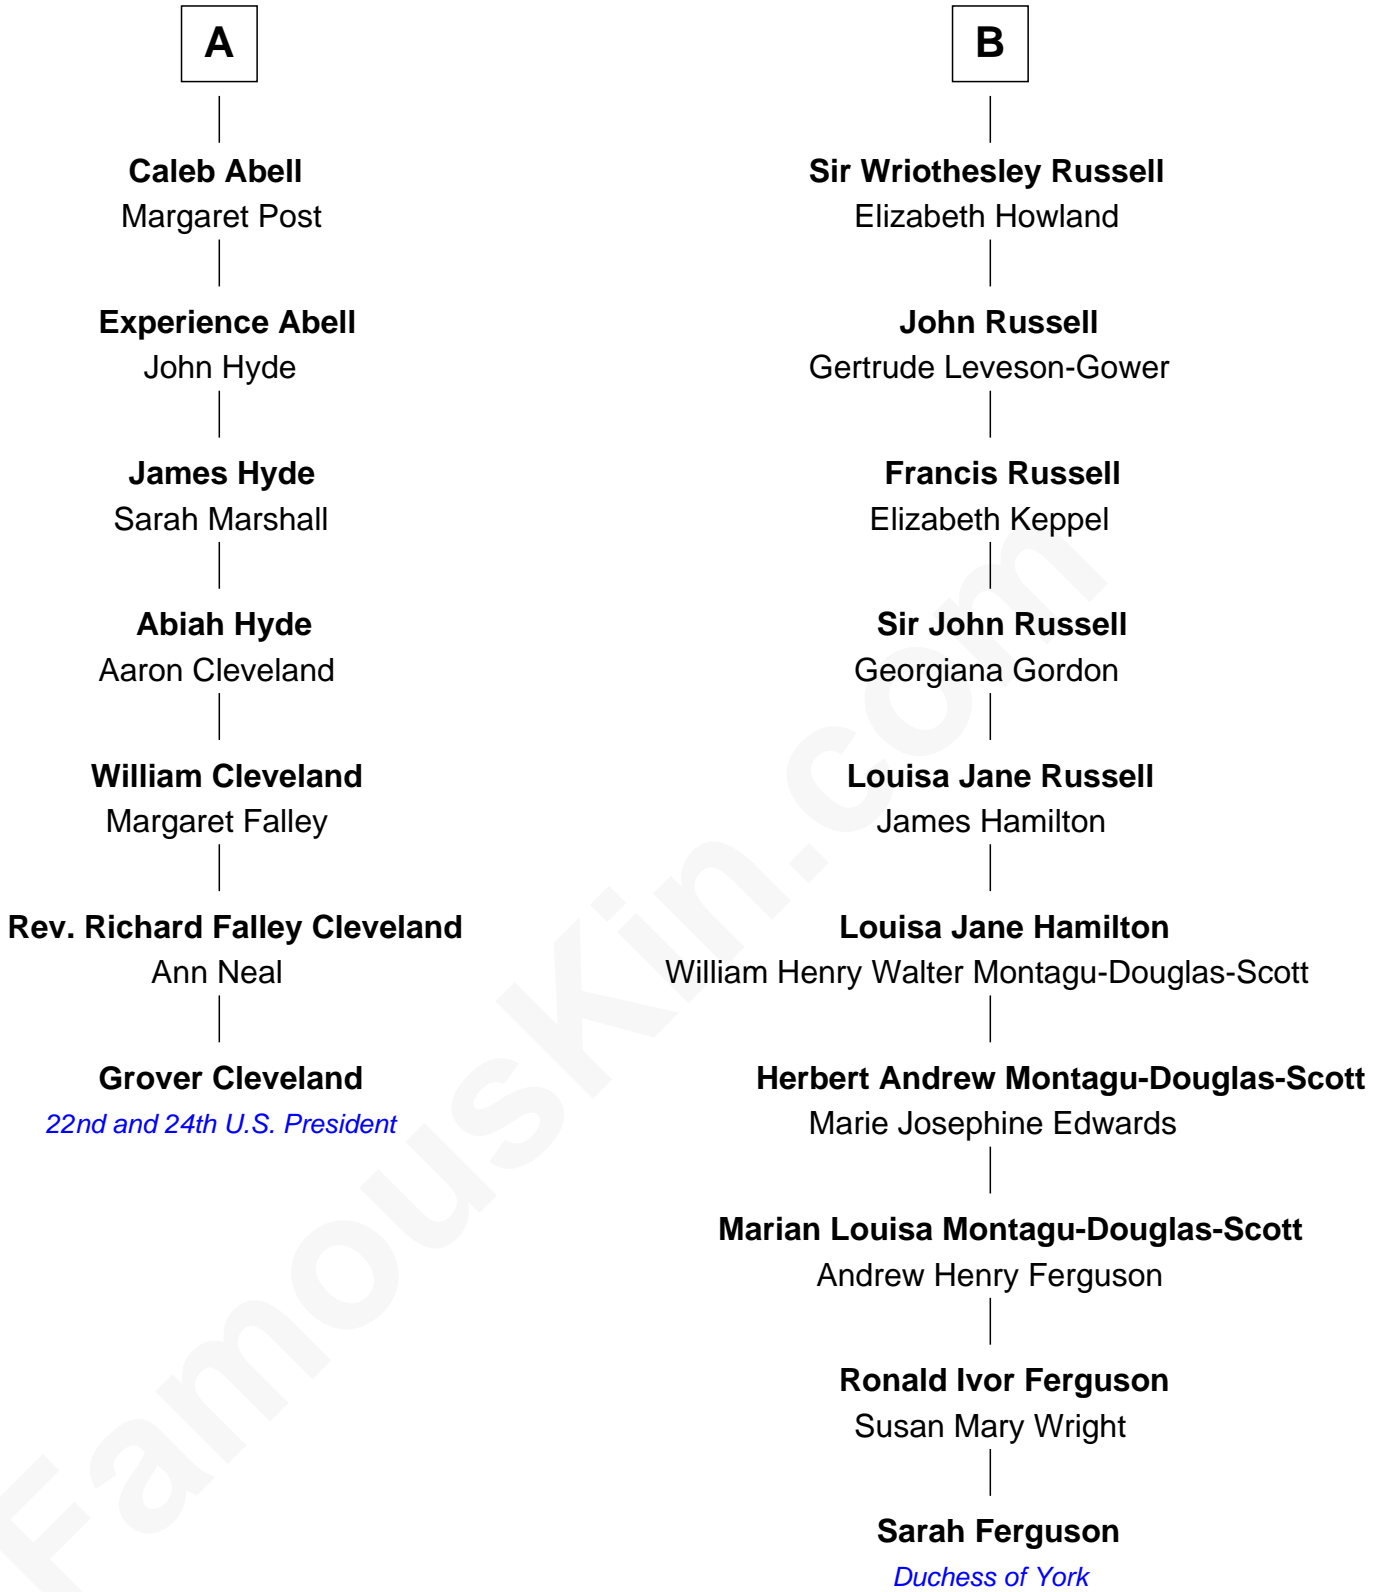 A
Caleb Abell
Margaret Post
Experience Abell
John Hyde
James Hyde
Sarah Marshall
Abiah Hyde
Aaron Cleveland
William Cleveland
Margaret Falley
Rev. Richard Falley Cleveland
Ann Neal
Grover Cleveland
22nd and 24th U.S. President
B
Sir Wriothesley Russell
Elizabeth Howland
John Russell
Gertrude Leveson-Gower
Francis Russell
Elizabeth Keppel
Sir John Russell
Georgiana Gordon
Louisa Jane Russell
James Hamilton
Louisa Jane Hamilton
William Henry Walter Montagu-Douglas-Scott
Herbert Andrew Montagu-Douglas-Scott
Marie Josephine Edwards
Marian Louisa Montagu-Douglas-Scott
Andrew Henry Ferguson
Ronald Ivor Ferguson
Susan Mary Wright
Sarah Ferguson
Duchess of York
FamousKin.com